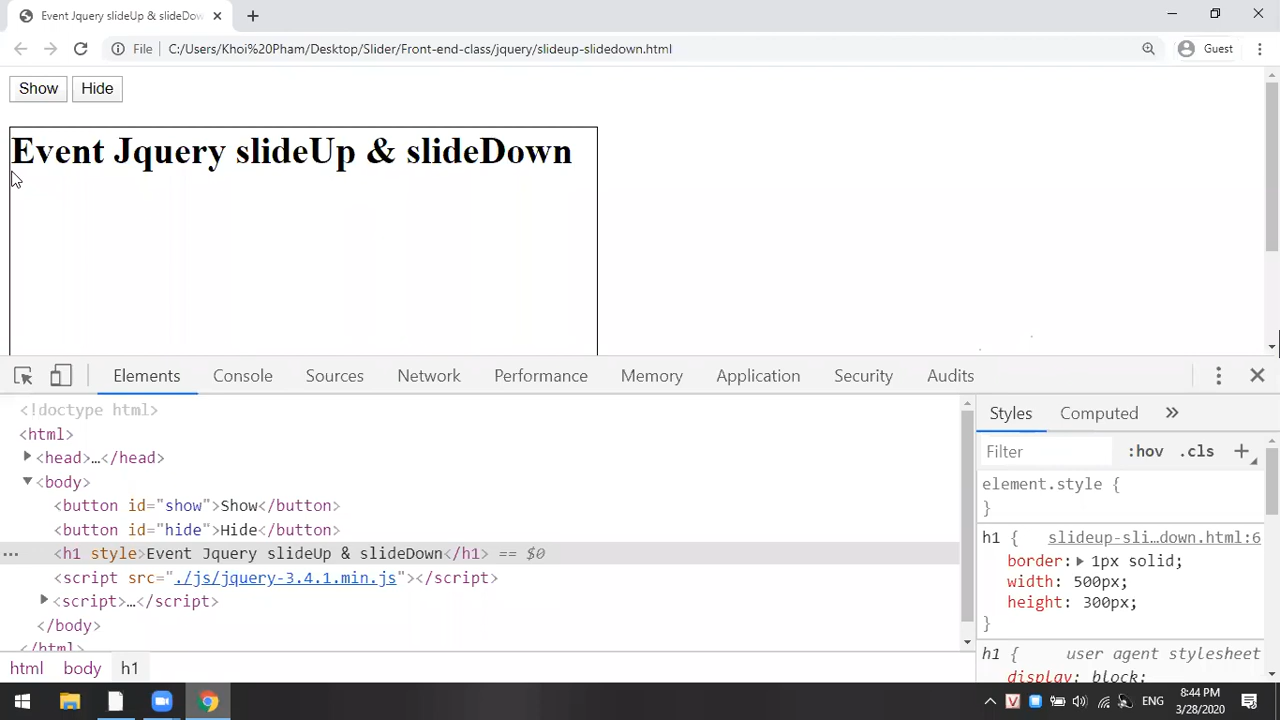 Event Jquery slideUp & slideDow
File C:/Users/Khoi%20Pham/Desktop/Slider/Front-end-class/jquery/slideup-slidedown.html
Guest
Show Hide
Event Jquery slideUp & slideDown
Elements Console Sources Network Performance Memory Application Security Audits
<!doctype html>
<html>
<head>…</head>
<body>
<button id="show">Show</button>
<button id="hide">Hide</button>
<h1 style>Event Jquery slideUp & slideDown</h1> == $0
<script src="./js/jquery-3.4.1.min.js"></script>
<script>…</script>
</body>
</html>
html body h1
Styles Computed »
Filter :hov .cls +
element.style {
}
h1 { slideup-sli…down.html:6
border: 1px solid;
width: 500px;
height: 300px;
}
h1 { user agent stylesheet
display: block;
ENG
8:44 PM
3/28/2020